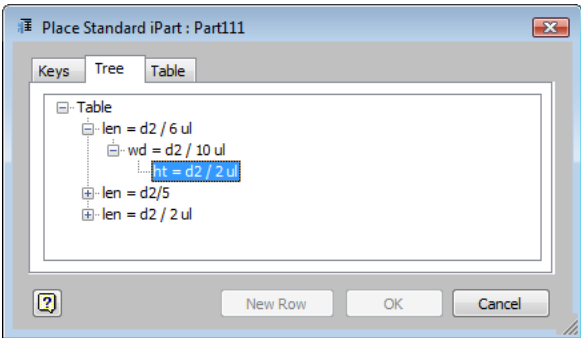 Place Standard iPart : Part111
Keys Tree Table
Table
len = d2 / 6 ul
wd = d2 / 10 ul
ht = d2 / 2 ul
len = d2/5
len = d2 / 2 ul
? New Row OK Cancel